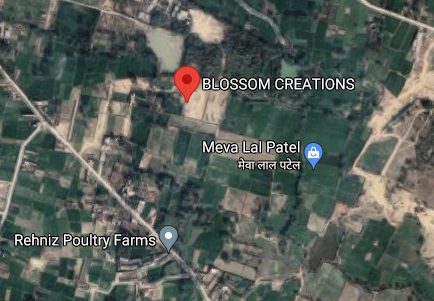 BLOSSOM CREATIONS
Meva Lal Patel
मेवा लाल पटेल
Rehniz Poultry Farms